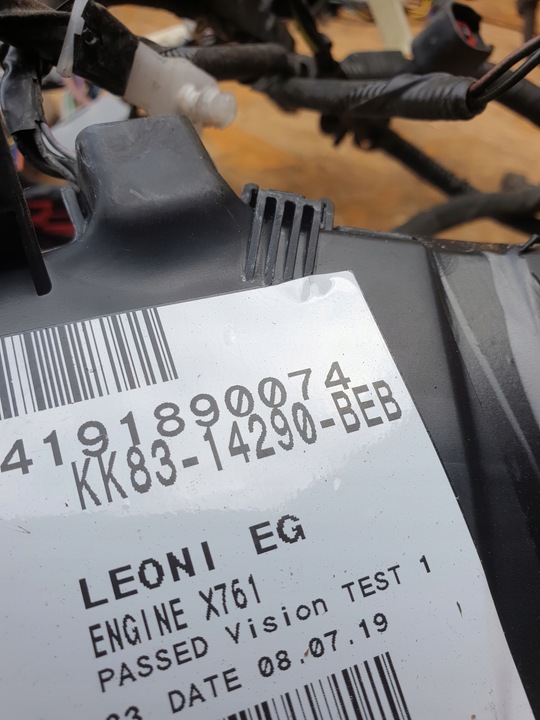 4191890074
KK83-14290-BEB
LEONI EG
ENGINE X761
PASSED Vision TEST 1
DATE 08.07.19